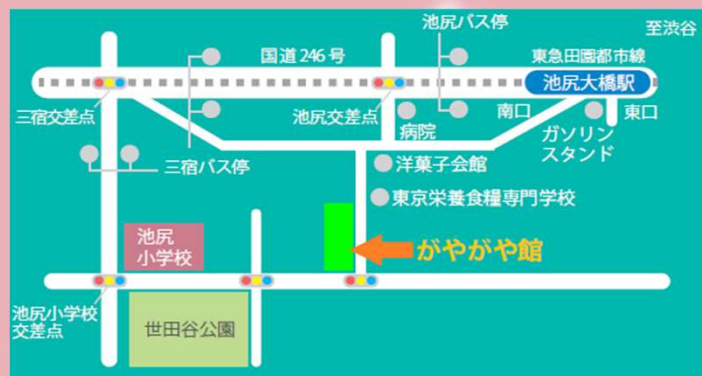 池尻バス停
至渋谷
国道246号
東急田園都市線
池尻大橋駅
三宿交差点
池尻交差点
病院
南口
ガソリン
スタンド
東口
三宿バス停
洋菓子会館
東京栄養食糧専門学校
池尻
小学校
がやがや館
池尻小学校
交差点
世田谷公園